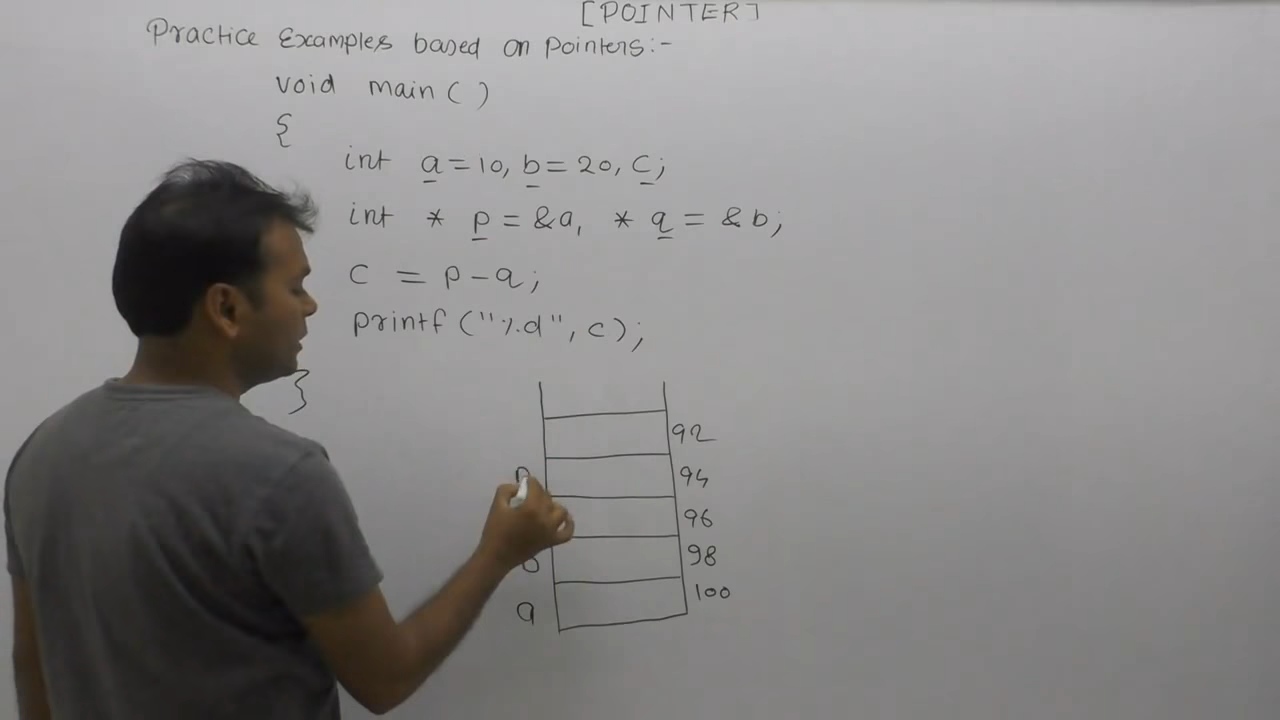 [POINTER]
Practice Examples based on pointers:-
void main( )
{
int a=10, b=20, c;
int * p = &a, * q = &b;
c = p-q;
printf ("%d", c);
}
92
94
96
98
b
100
a